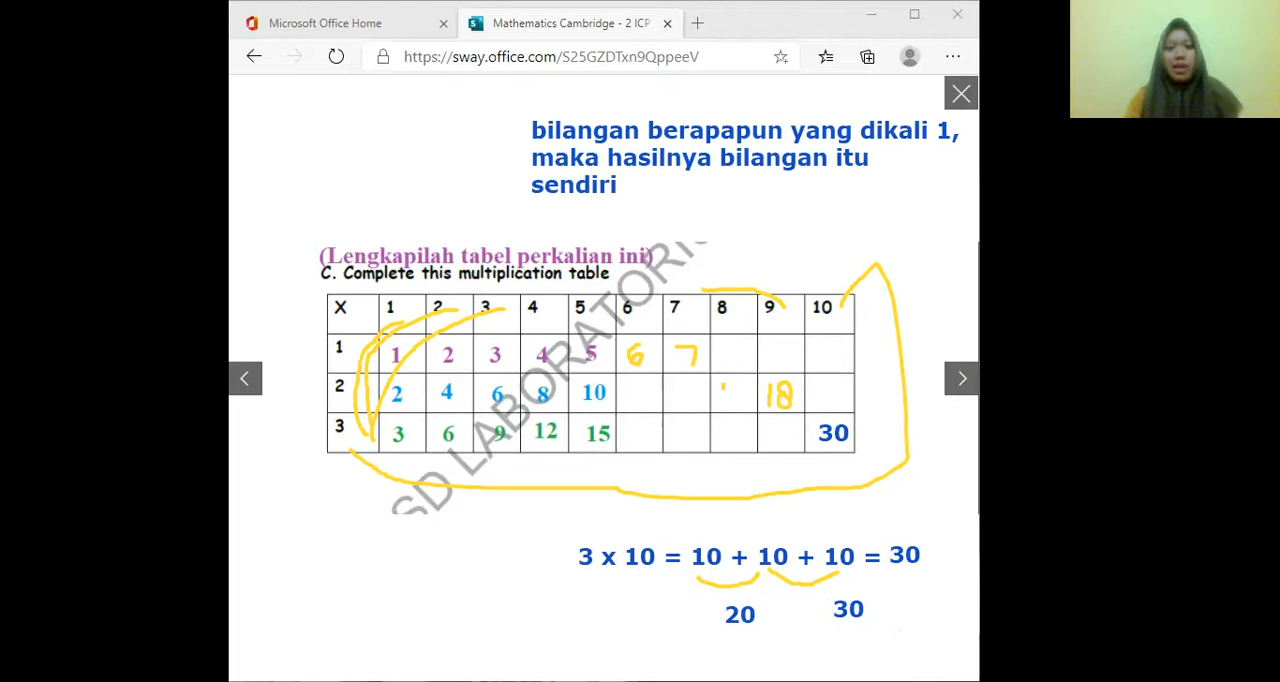 Microsoft Office Home
Mathematics Cambridge - 2 ICP
https://sway.office.com/S25GZDTxn9QppeeV
bilangan berapapun yang dikali 1,
maka hasilnya bilangan itu
sendiri
(Lengkapilah tabel perkalian ini)
C. Complete this multiplication table
X 1 2 3 4 5 6 7 8 9 10
1 1 2 3 4 5 6 7
2 2 4 6 8 10 18
3 3 6 9 12 15 30
SD LABORATORI
3 x 10 = 10 + 10 + 10 = 30
20 30